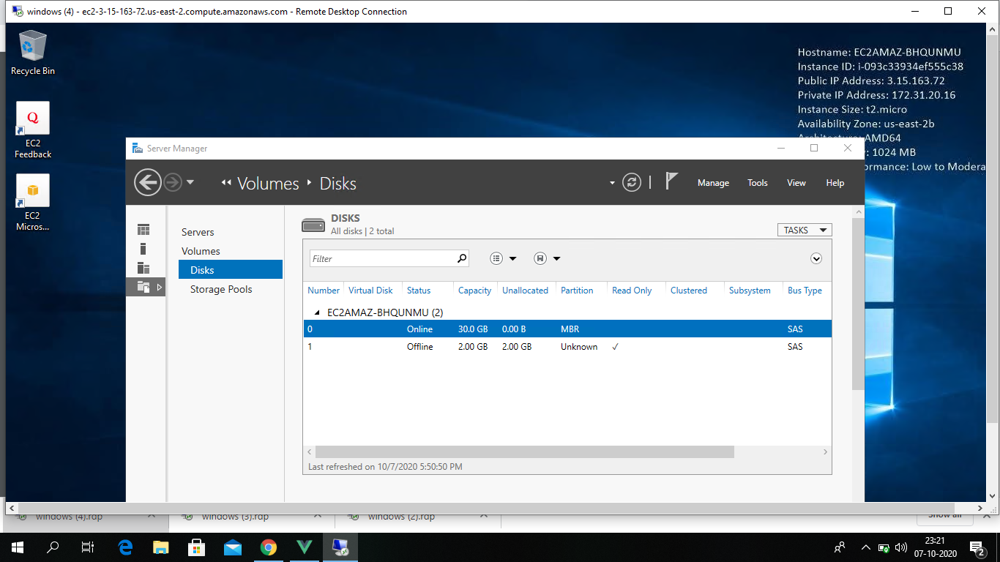 windows (4) - ec2-3-15-163-72.us-east-2.compute.amazonaws.com - Remote Desktop Connection
Recycle Bin
EC2
Feedback
EC2
Micros...
Hostname: EC2AMAZ-BHQUNMU
Instance ID: i-093c33934ef555c38
Public IP Address: 3.15.163.72
Private IP Address: 172.31.20.16
Instance Size: t2.micro
Availability Zone: us-east-2b
Architecture: AMD64
: 1024 MB
ormance: Low to Modera
Server Manager
Volumes Disks
Manage Tools View Help
Servers
Volumes
Disks
Storage Pools
DISKS
All disks | 2 total
TASKS
Filter
Number Virtual Disk Status Capacity Unallocated Partition Read Only Clustered Subsystem Bus Type
EC2AMAZ-BHQUNMU (2)
0 Online 30.0 GB 0.00 B MBR SAS
1 Offline 2.00 GB 2.00 GB Unknown ✓ SAS
Last refreshed on 10/7/2020 5:50:50 PM
windows (4).rdp windows (3).rdp windows (2).rdp Show all
23:21
07-10-2020
2